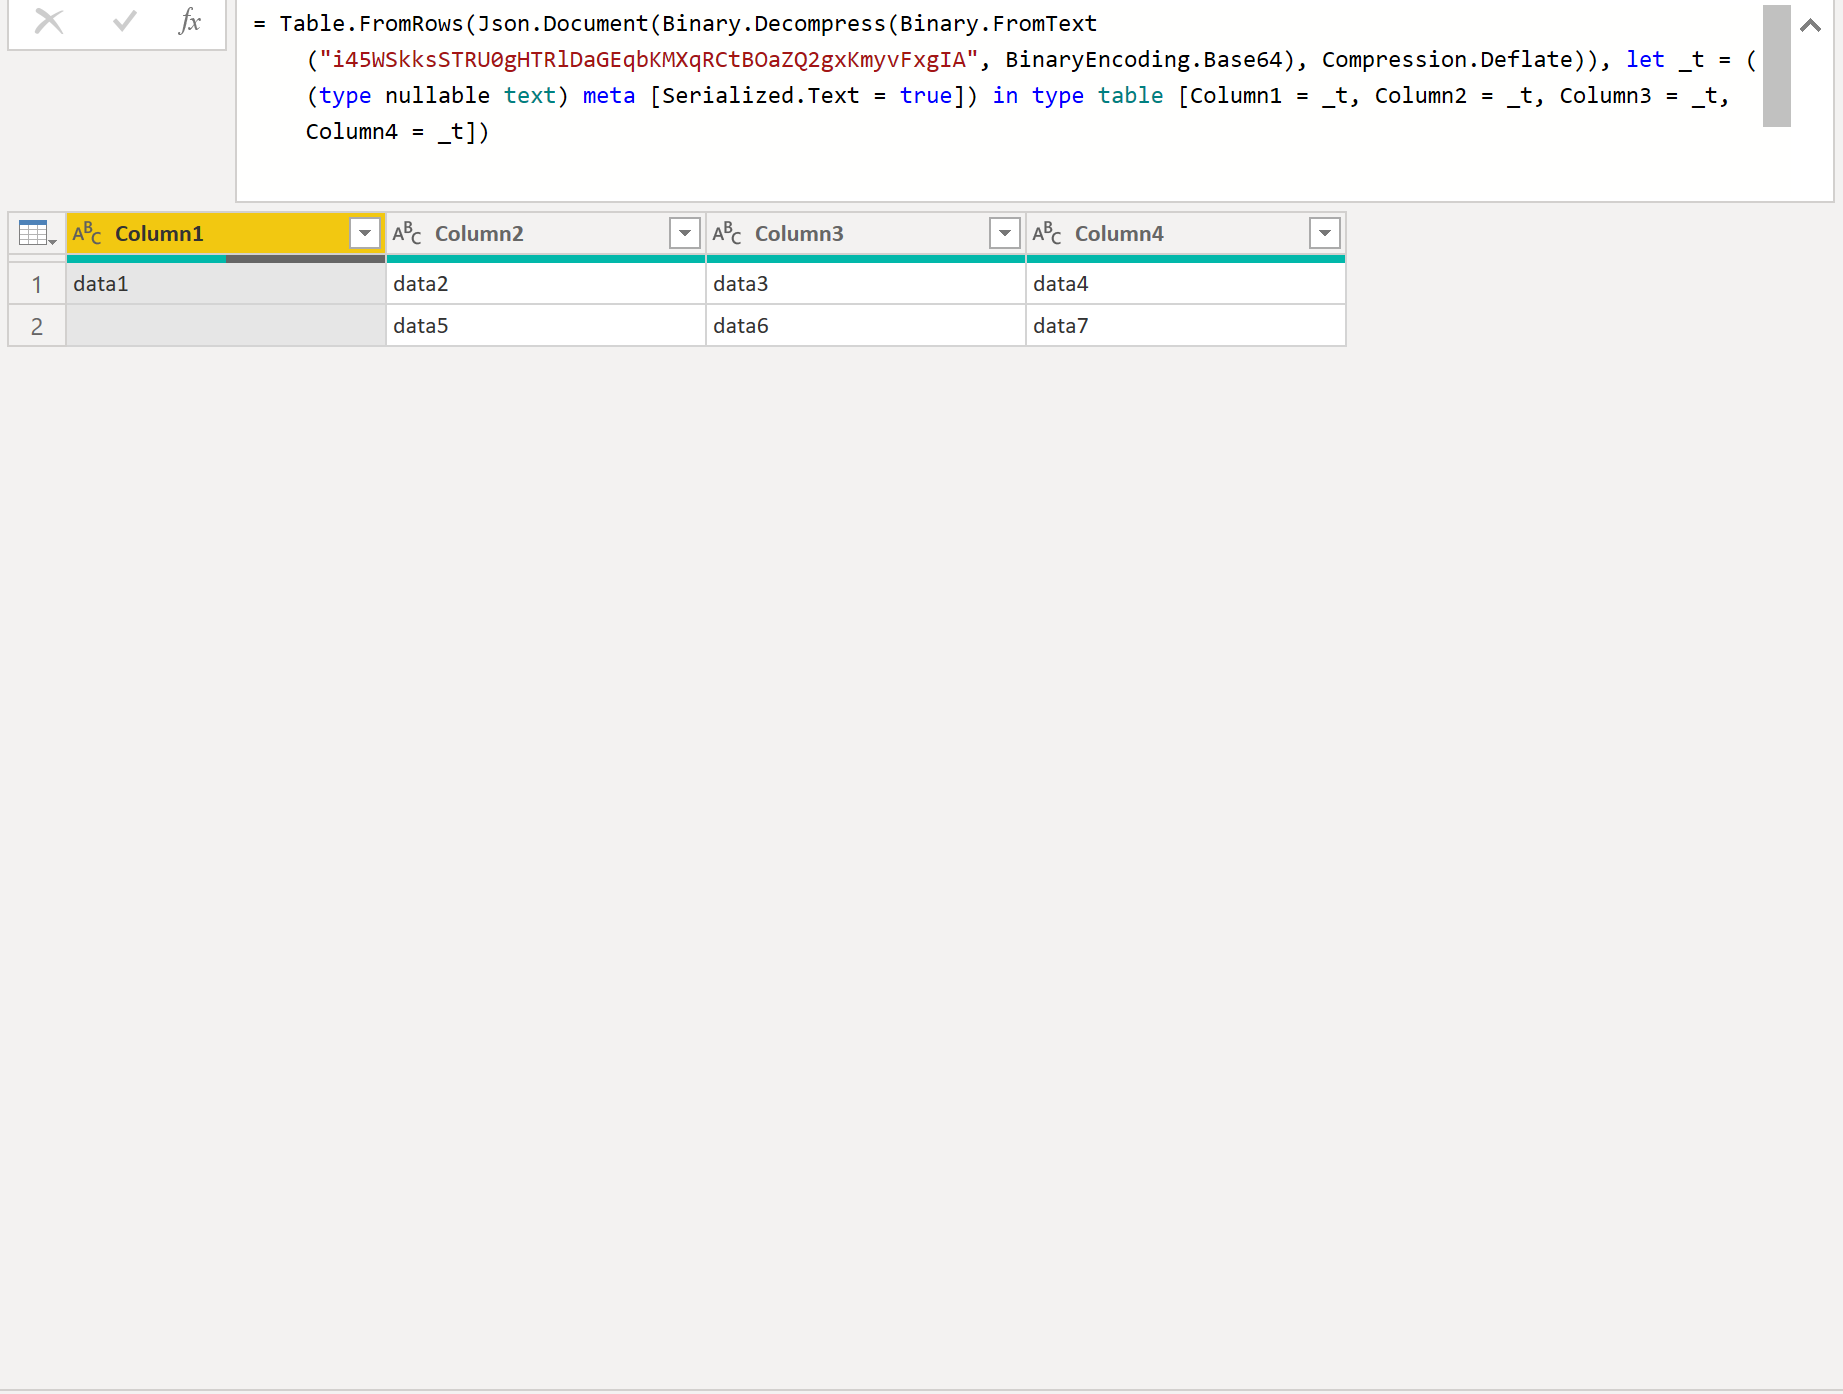 fx
= Table.FromRows(Json.Document(Binary.Decompress(Binary.FromText
("i45WSkksSTRU0gHTRlDaGEqbKMXqRCtBOaZQ2gxKmyvFxgIA", BinaryEncoding.Base64), Compression.Deflate)), let _t = (
(type nullable text) meta [Serialized.Text = true]) in type table [Column1 = _t, Column2 = _t, Column3 = _t,
Column4 = _t])
ABC Column1 ABC Column2 ABC Column3 ABC Column4
1 data1 data2 data3 data4
2 data5 data6 data7